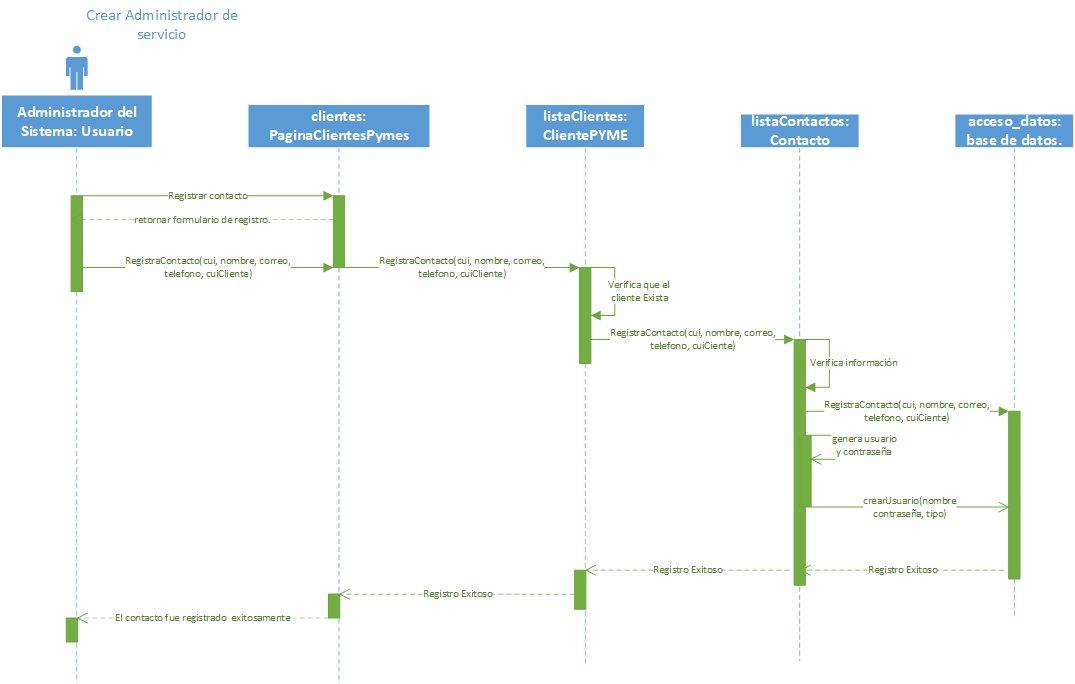 Crear Administrador de
servicio
Administrador del
Sistema: Usuario
clientes:
PaginaClientesPymes
listaClientes:
ClientePYME
listaContactos:
Contacto
acceso_datos:
base de datos.
Registrar contacto
retornar formulario de registro.
RegistraContacto(cui, nombre, correo,
telefono, cuiCliente)
RegistraContacto(cui, nombre, correo,
telefono, cuiCliente)
Verifica que el
cliente Exista
RegistraContacto(cui, nombre, correo,
telefono, cuiCiente)
Verifica información
RegistraContacto(cui, nombre, correo,
telefono, cuiCliente)
genera usuario
y contraseña
crearUsuario(nombre
contraseña, tipo)
Registro Exitoso
Registro Exitoso
Registro Exitoso
El contacto fue registrado exitosamente